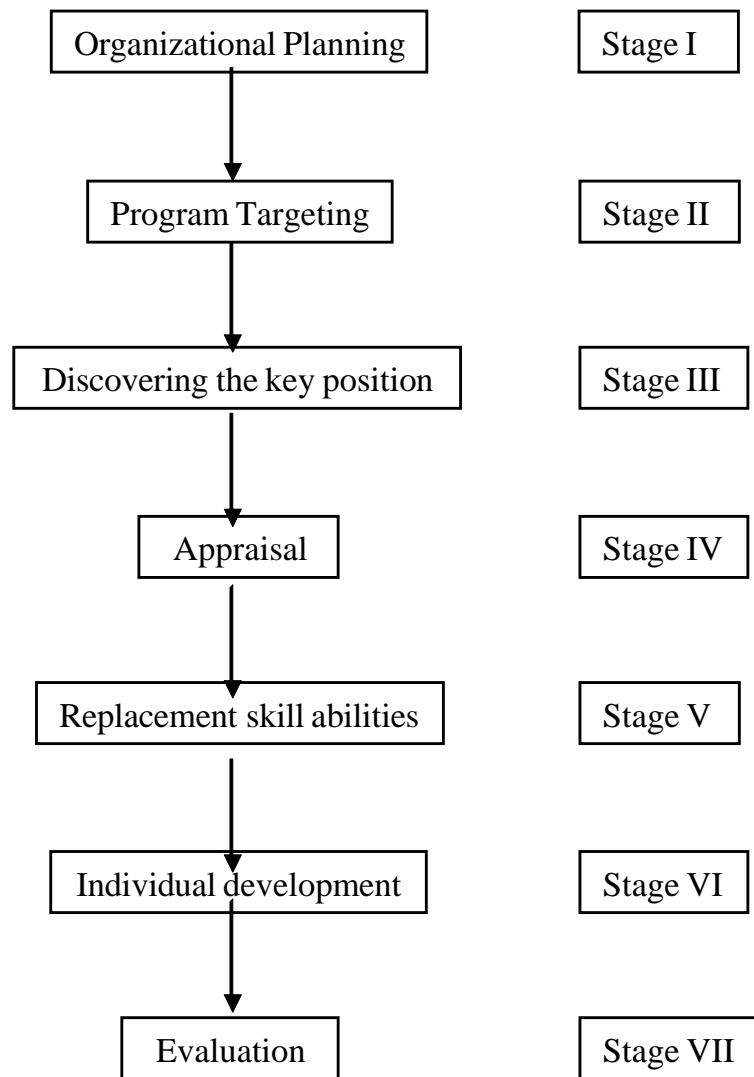 Organizational Planning
Stage I
Program Targeting
Stage II
Discovering the key position
Stage III
Appraisal
Stage IV
Replacement skill abilities
Stage V
Individual development
Stage VI
Evaluation
Stage VII